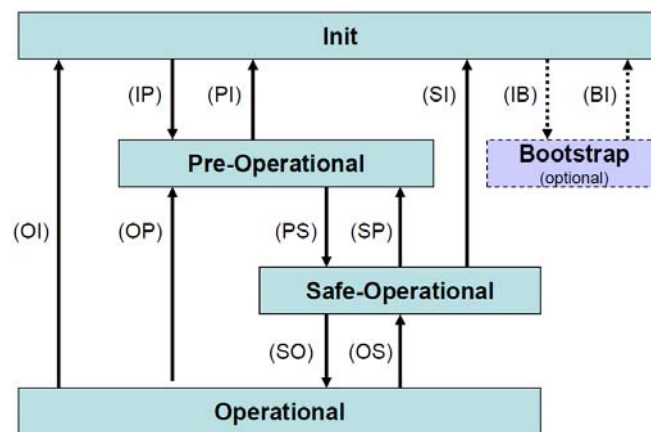 Init
(IP)
(PI)
(SI)
(IB)
(BI)
Pre-Operational
Bootstrap
(optional)
(OI)
(OP)
(PS)
(SP)
Safe-Operational
(SO)
(OS)
Operational